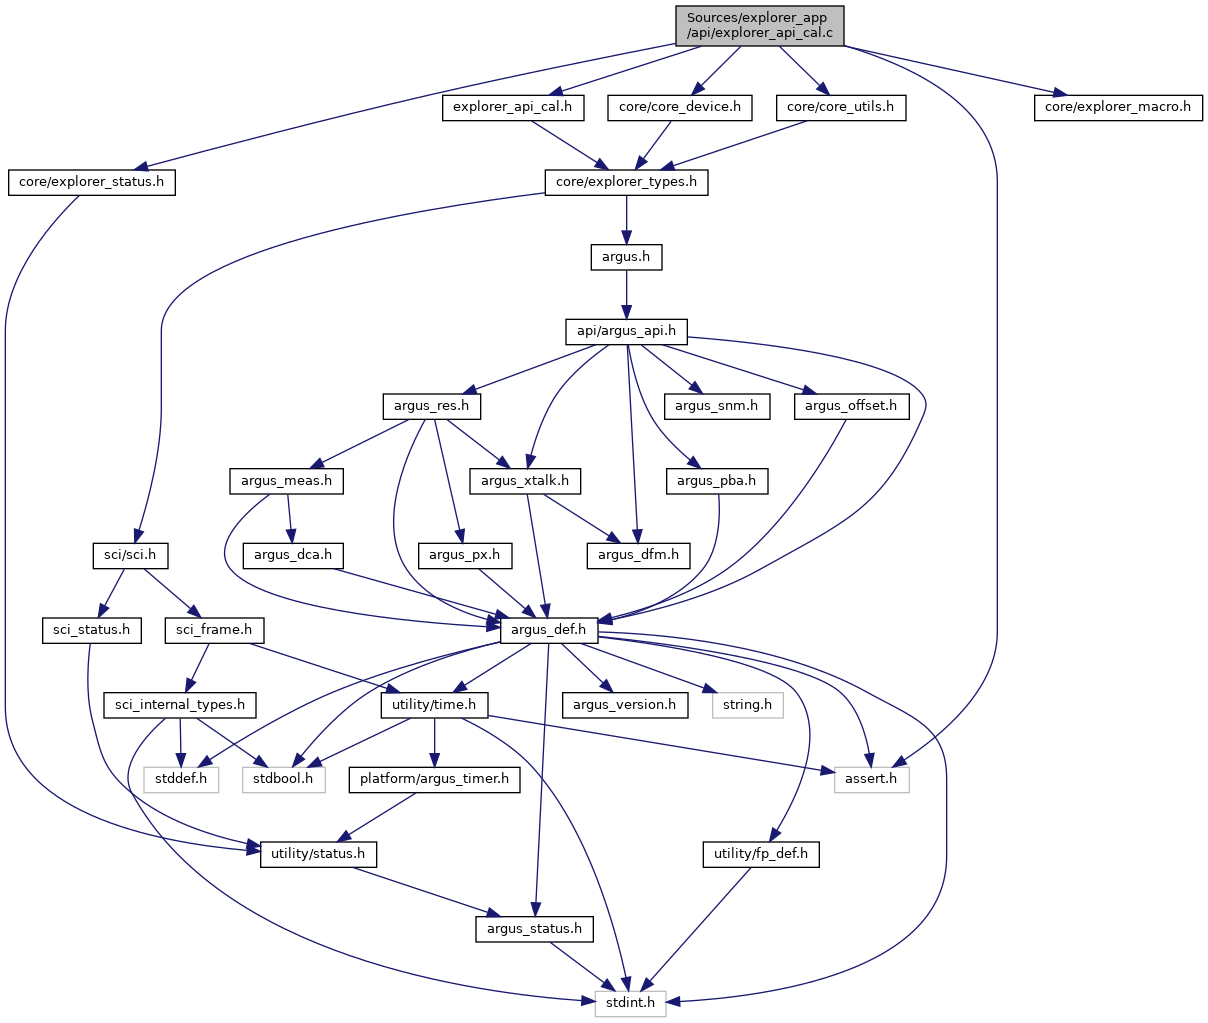 Sources/explorer_app
/api/explorer_api_cal.c
explorer_api_cal.h
core/core_device.h
core/core_utils.h
core/explorer_macro.h
core/explorer_status.h
core/explorer_types.h
argus.h
api/argus_api.h
argus_res.h
argus_snm.h
argus_offset.h
argus_meas.h
argus_xtalk.h
argus_pba.h
sci/sci.h
argus_dca.h
argus_px.h
argus_dfm.h
sci_status.h
sci_frame.h
argus_def.h
sci_internal_types.h
utility/time.h
argus_version.h
string.h
stddef.h
stdbool.h
platform/argus_timer.h
assert.h
utility/status.h
utility/fp_def.h
argus_status.h
stdint.h